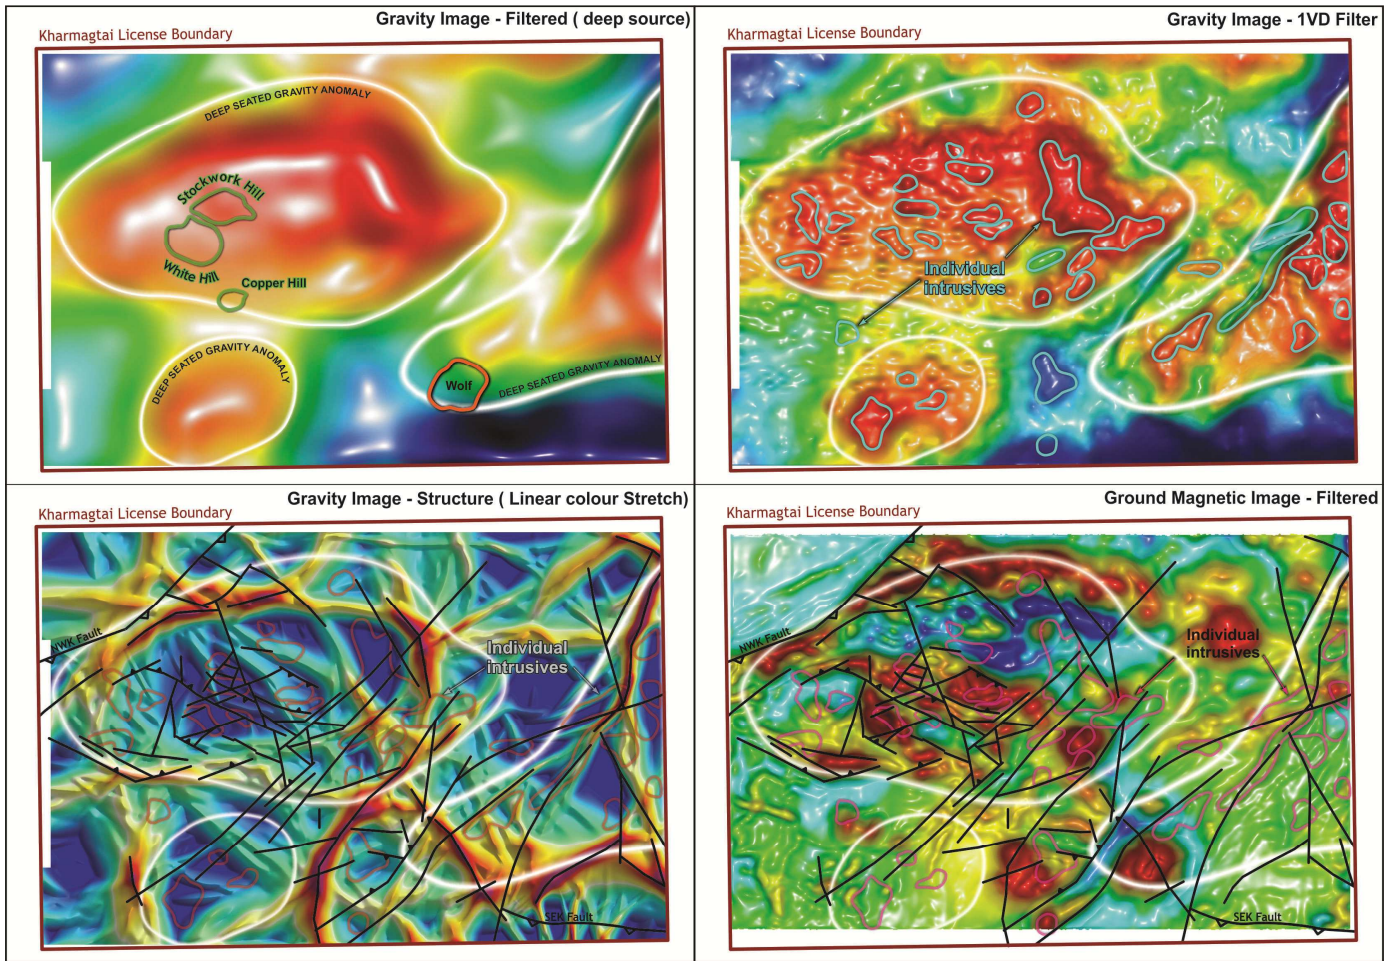 Gravity Image - Filtered ( deep source)
Kharmagtai License Boundary
DEEP SEATED GRAVITY ANOMALY
Stockwork Hill
White Hill
Copper Hill
DEEP SEATED GRAVITY ANOMALY
Wolf
DEEP SEATED GRAVITY ANOMALY
Gravity Image - 1VD Filter
Kharmagtai License Boundary
Individual
intrusives
Gravity Image - Structure ( Linear colour Stretch)
Kharmagtai License Boundary
NWK Fault
Individual
intrusives
SEK Fault
Ground Magnetic Image - Filtered
Kharmagtai License Boundary
NWK Fault
Individual
intrusives
SEK Fault